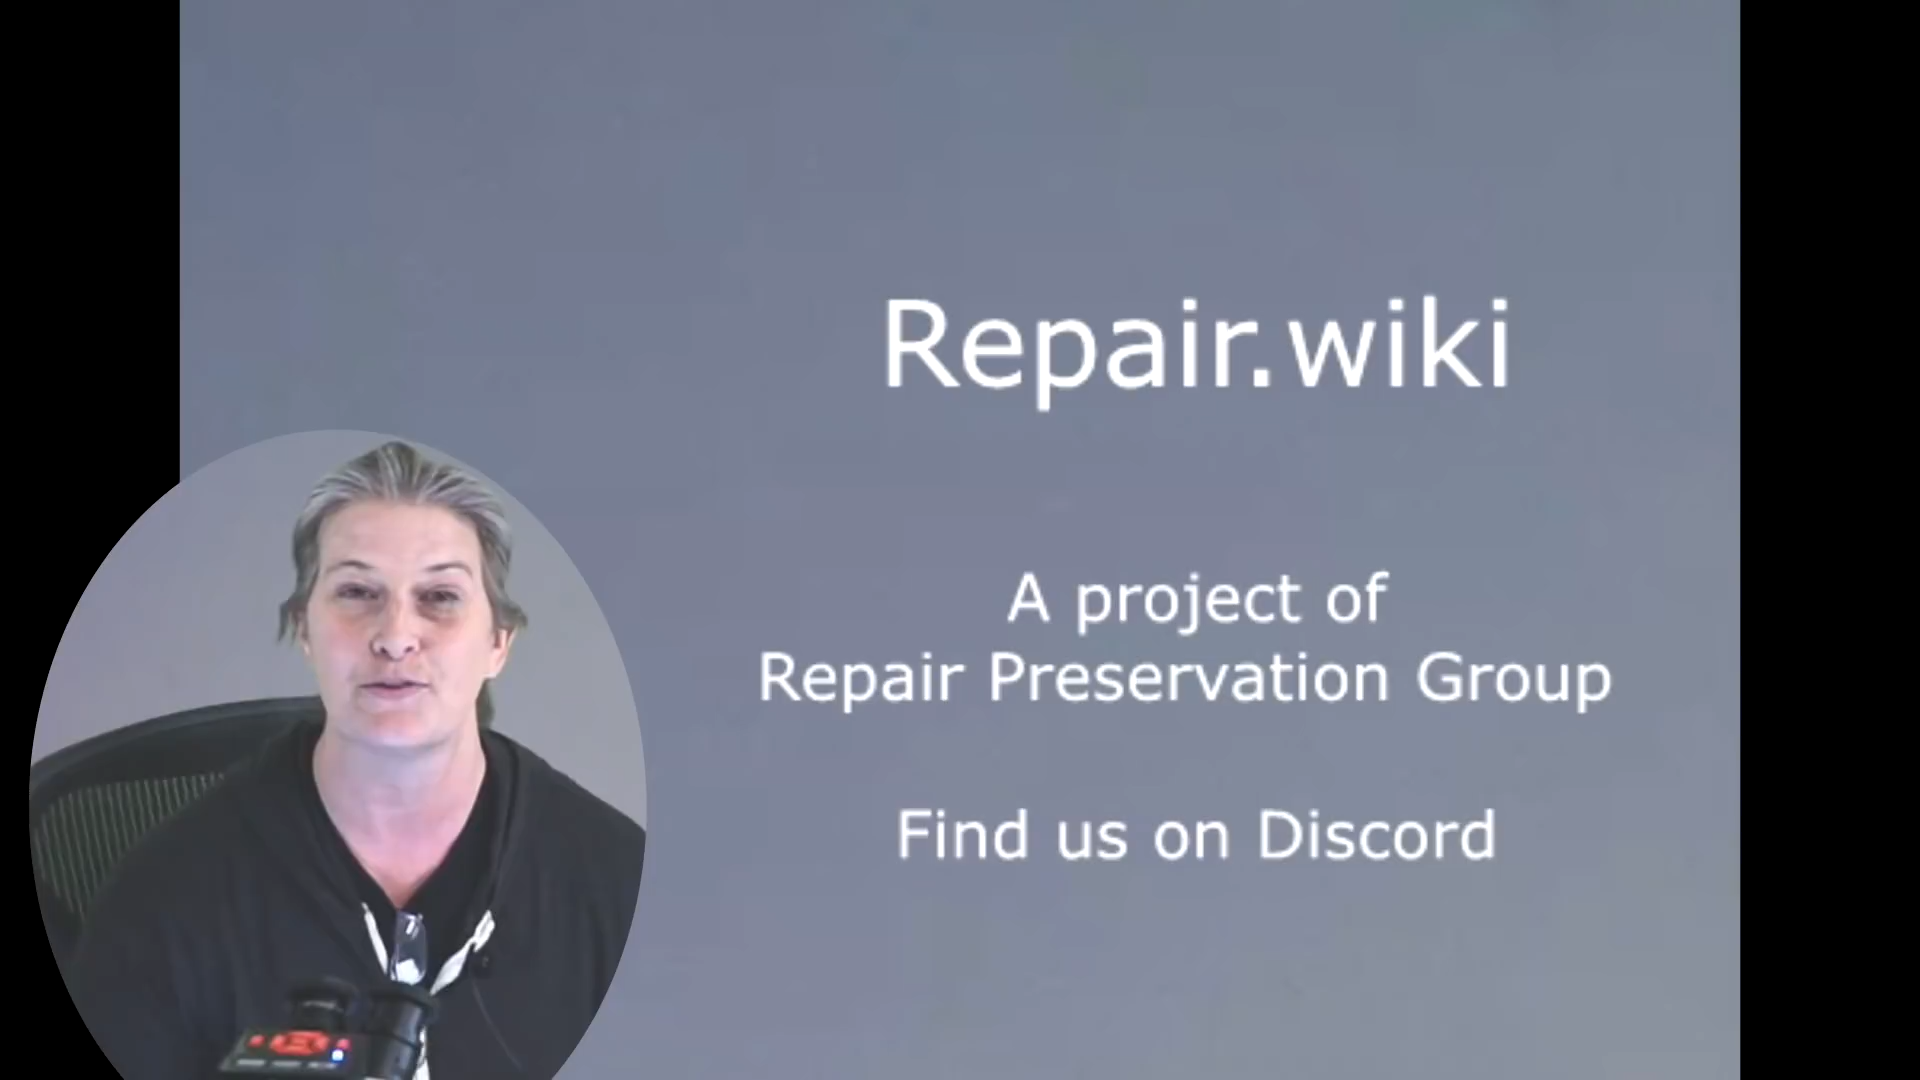 Repair.wiki
A project of
Repair Preservation Group
Find us on Discord